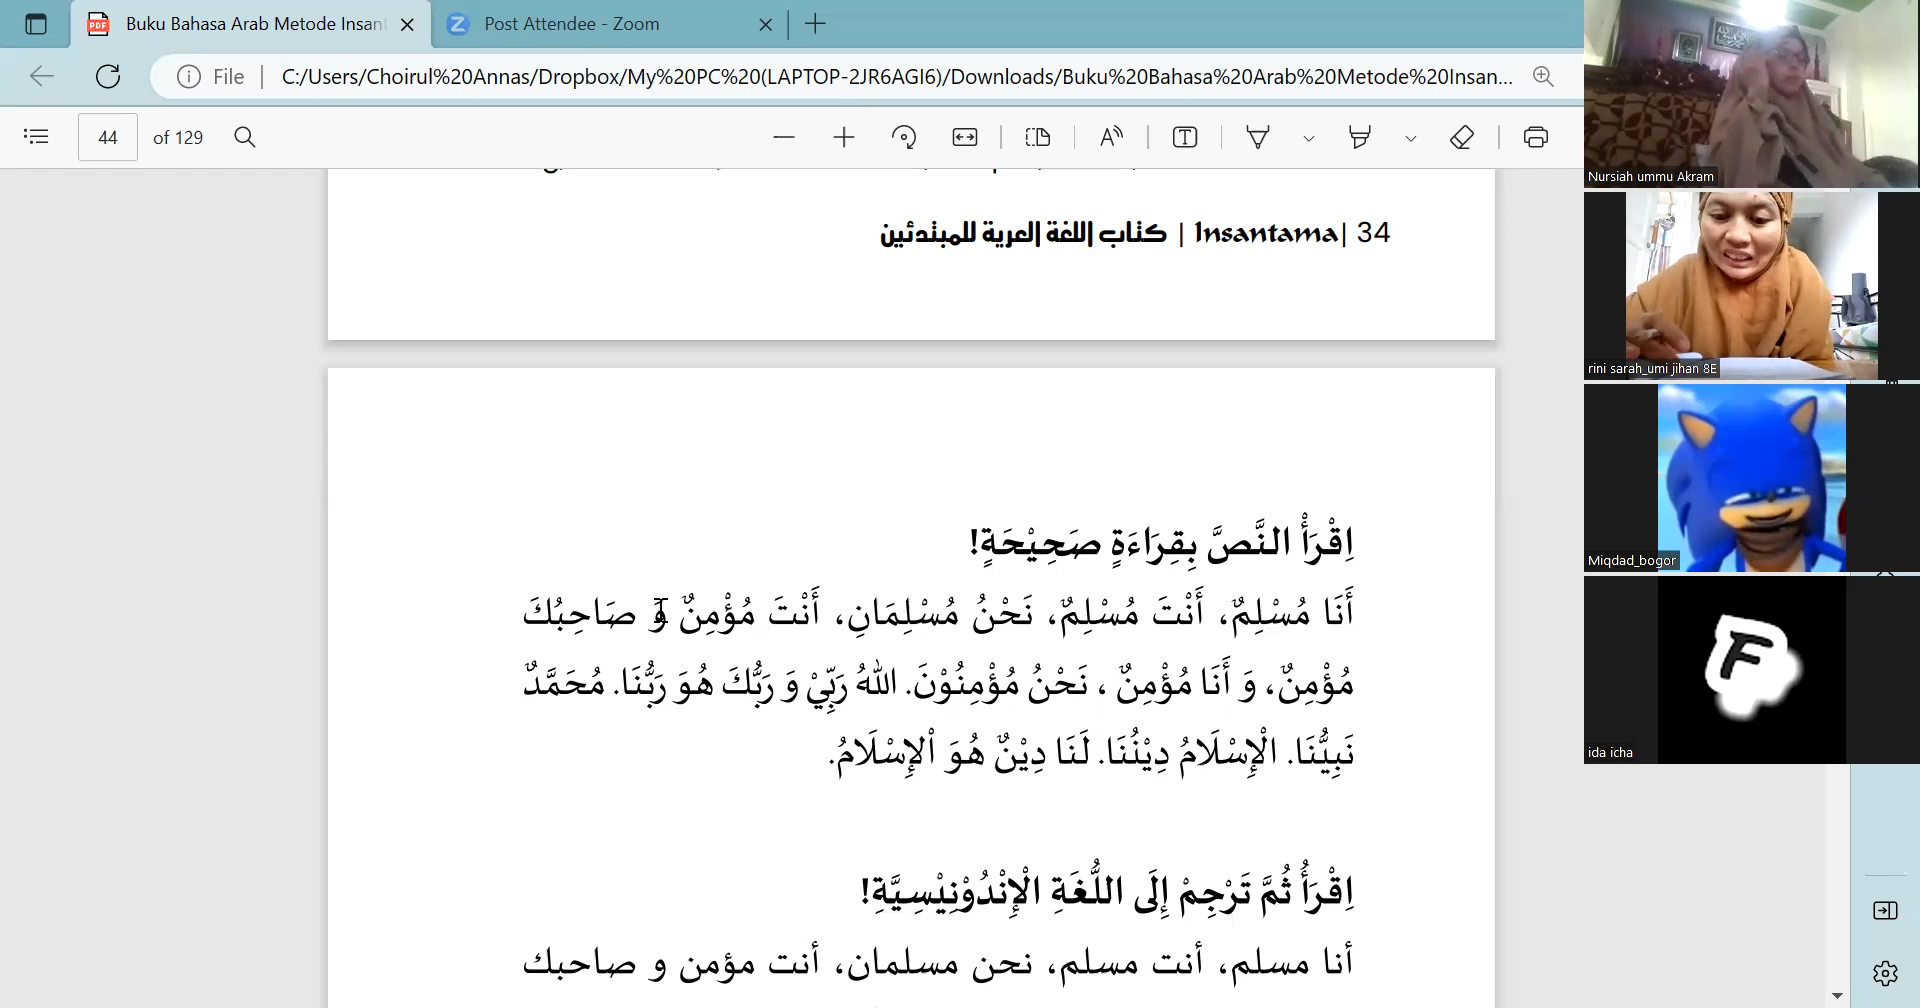 Buku Bahasa Arab Metode Insant
Post Attendee - Zoom
File
C:/Users/Choirul%20Annas/Dropbox/My%20PC%20(LAPTOP-2JR6AGI6)/Downloads/Buku%20Bahasa%20Arab%20Metode%20Insan...
44 of 129
كتاب اللغة العربية للمبتدئين | Insantama| 34
اِقْرَأْ النَّصَّ بِقِرَاءَةٍ صَحِيْحَةٍ!
أَنَا مُسْلِمٌ، أَنْتَ مُسْلِمٌ، نَحْنُ مُسْلِمَانِ، أَنْتَ مُؤْمِنٌ وَ صَاحِبُكَ
مُؤْمِنٌ، وَ أَنَا مُؤْمِنٌ ، نَحْنُ مُؤْمِنُوْنَ. اللهُ رَبِّيْ وَ رَبُّكَ هُوَ رَبُّنَا. مُحَمَّدٌ
نَبِيُّنَا. الْإِسْلَامُ دِيْنُنَا. لَنَا دِيْنٌ هُوَ اْلإِسْلَامُ.
اِقْرَأْ ثُمَّ تَرْجِمْ إِلَى اللُّغَةِ الْإِنْدُوْنِيْسِيَّةِ!
أنا مسلم، أنت مسلم، نحن مسلمان، أنت مؤمن و صاحبك
Nursiah ummu Akram
rini sarah_umi jihan 8E
Miqdad_bogor
F
ida icha